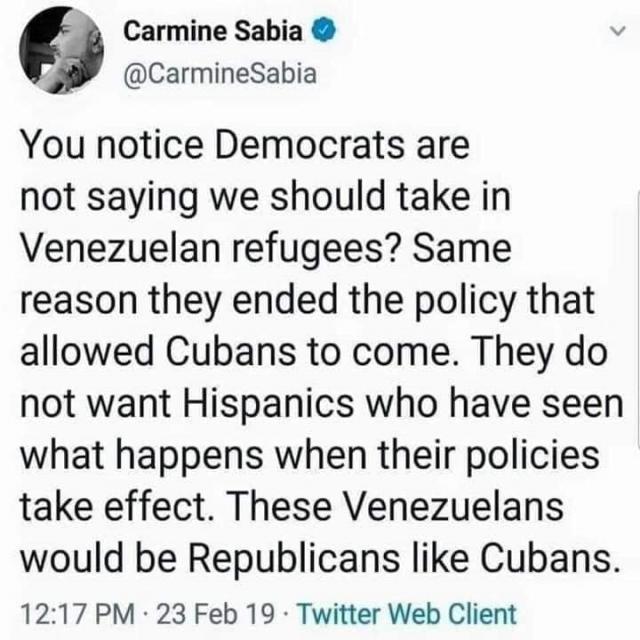 Carmine Sabia
@CarmineSabia
You notice Democrats are
not saying we should take in
Venezuelan refugees? Same
reason they ended the policy that
allowed Cubans to come. They do
not want Hispanics who have seen
what happens when their policies
take effect. These Venezuelans
would be Republicans like Cubans.
12:17 PM · 23 Feb 19 · Twitter Web Client